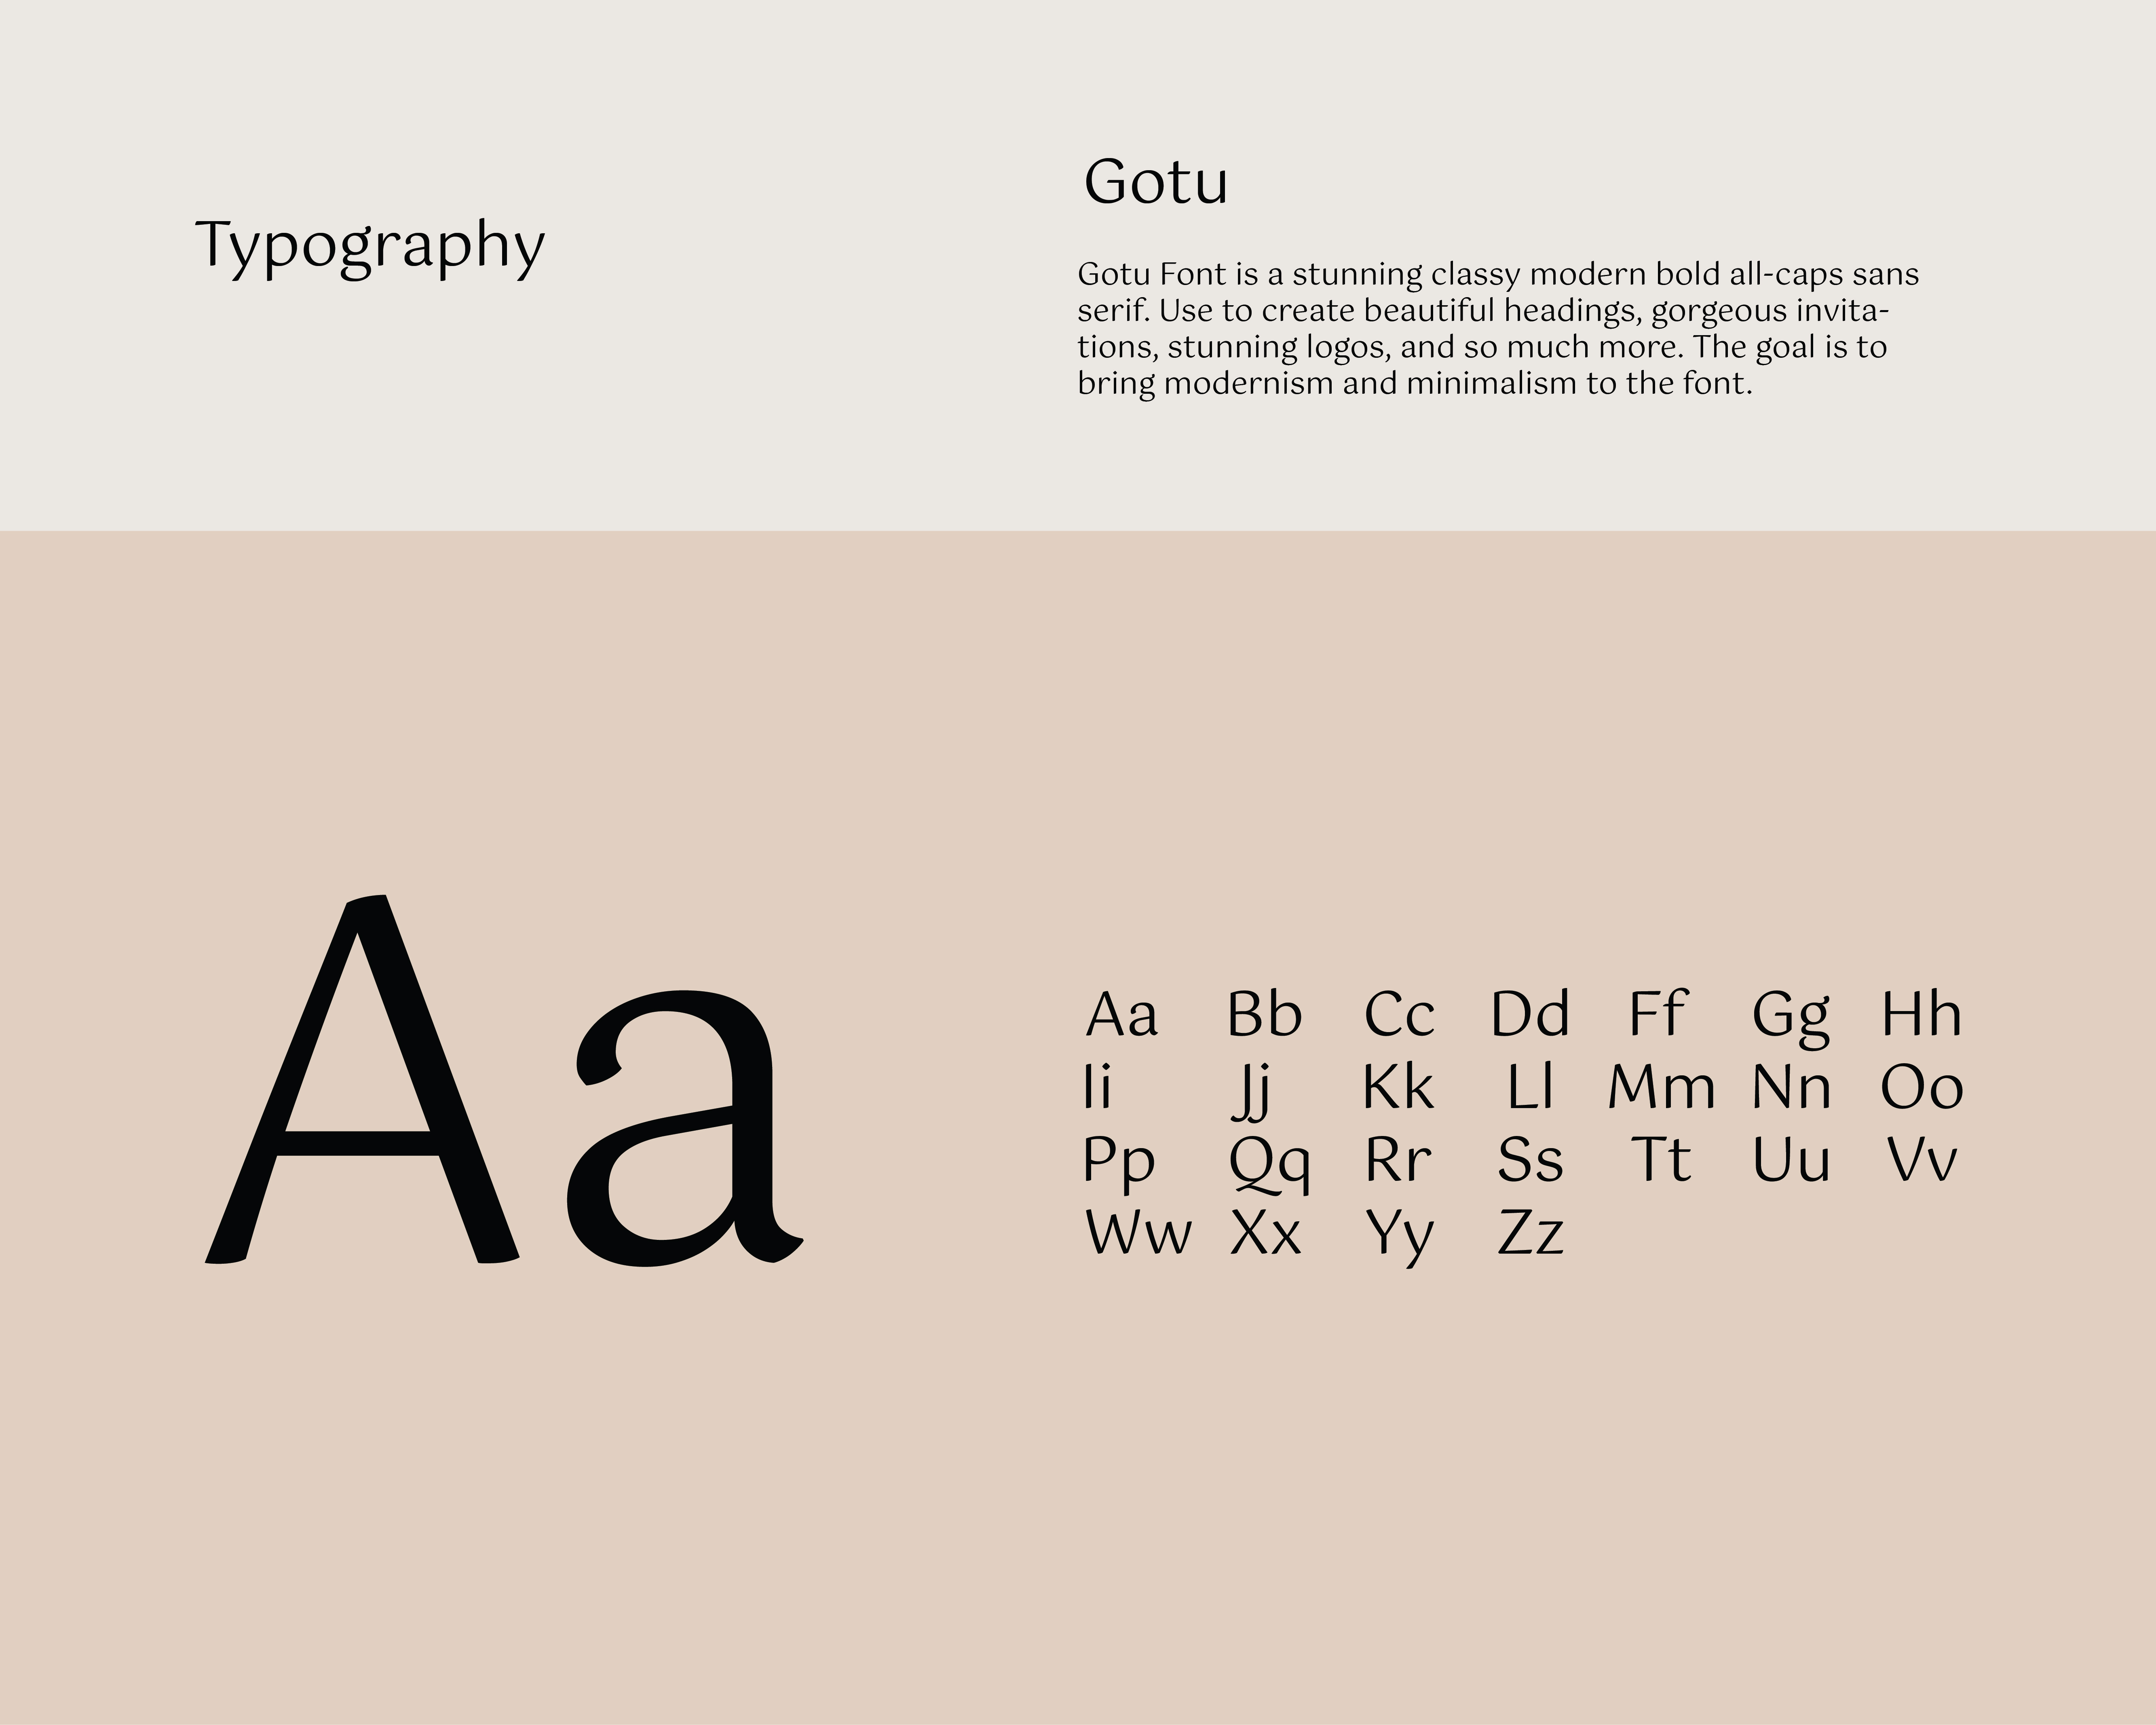 Typography
Gotu
Gotu Font is a stunning classy modern bold all-caps sans
serif. Use to create beautiful headings, gorgeous invita-
tions, stunning logos, and so much more. The goal is to
bring modernism and minimalism to the font.
Aa
Aa Bb Cc Dd Ff Gg Hh
Ii Jj Kk Ll Mm Nn Oo
Pp Qq Rr Ss Tt Uu Vv
Ww Xx Yy Zz